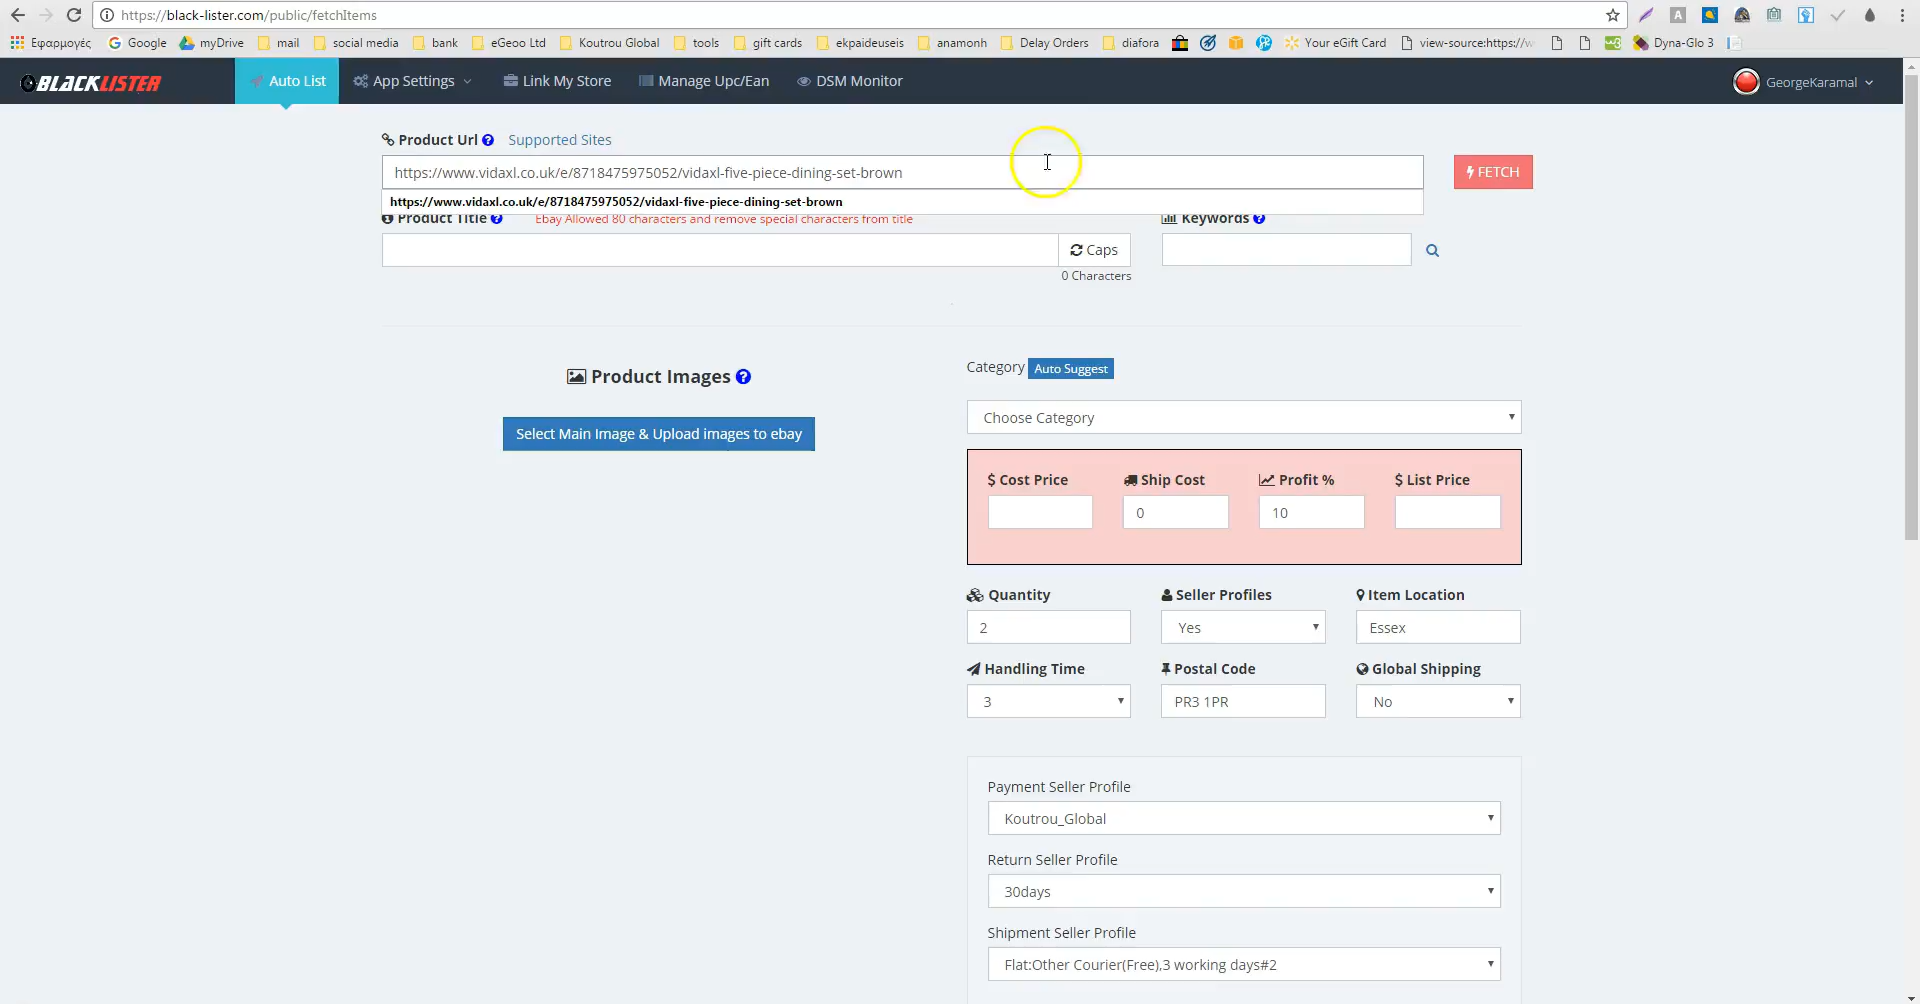 https://black-lister.com/public/fetchItems
Εφαρμογές Google myDrive mail social media bank eGeoo Ltd Koutrou Global tools gift cards ekpaideuseis anamonh Delay Orders diafora Your eGift Card view-source:https://w Dyna-Glo 3
BLACKLISTER Auto List App Settings Link My Store Manage Upc/Ean DSM Monitor GeorgeKaramal
Product Url Supported Sites
https://www.vidaxl.co.uk/e/8718475975052/vidaxl-five-piece-dining-set-brown FETCH
https://www.vidaxl.co.uk/e/8718475975052/vidaxl-five-piece-dining-set-brown
Product Title Ebay Allowed 80 characters and remove special characters from title Keywords
Caps
0 Characters
Product Images
Select Main Image & Upload images to ebay
Category Auto Suggest
Choose Category
$ Cost Price Ship Cost Profit % $ List Price
0 10
Quantity Seller Profiles Item Location
2 Yes Essex
Handling Time Postal Code Global Shipping
3 PR3 1PR No
Payment Seller Profile
Koutrou_Global
Return Seller Profile
30days
Shipment Seller Profile
Flat:Other Courier(Free),3 working days#2